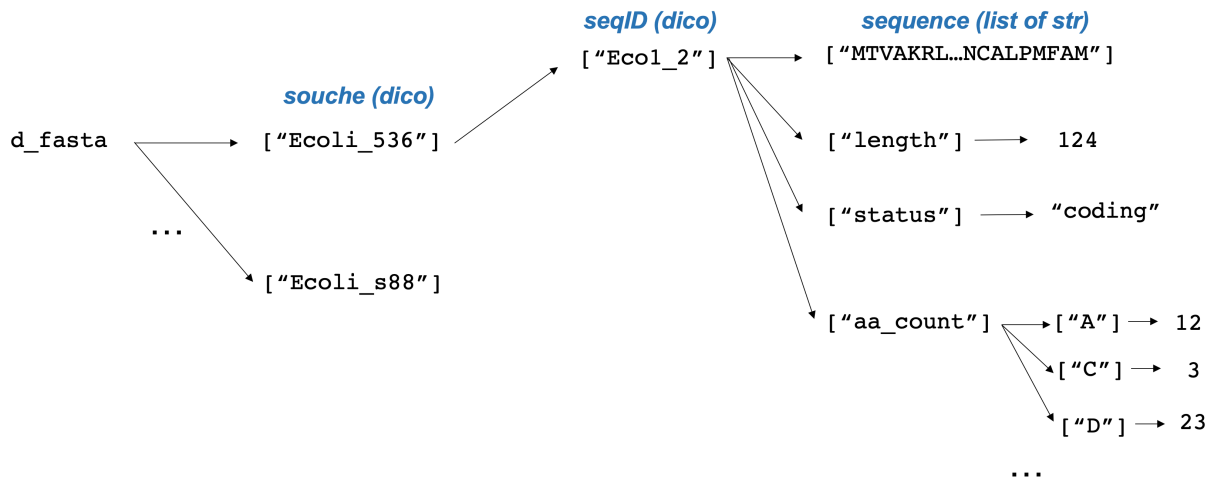 seqID (dico)
sequence (list of str)
[“Ecol_2”]
[“MTVAKRL…NCALPMFAM”]
souche (dico)
d_fasta
[“Ecoli_536”]
[“length”]
124
[“status”]
“coding”
...
[“Ecoli_s88”]
[“aa_count”]
[“A”]
12
[“C”]
3
[“D”]
23
...